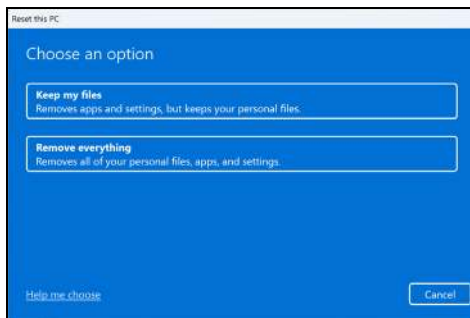 Reset this PC
Choose an option
Keep my files
Removes apps and settings, but keeps your personal files.
Remove everything
Removes all of your personal files, apps, and settings.
Help me choose
Cancel